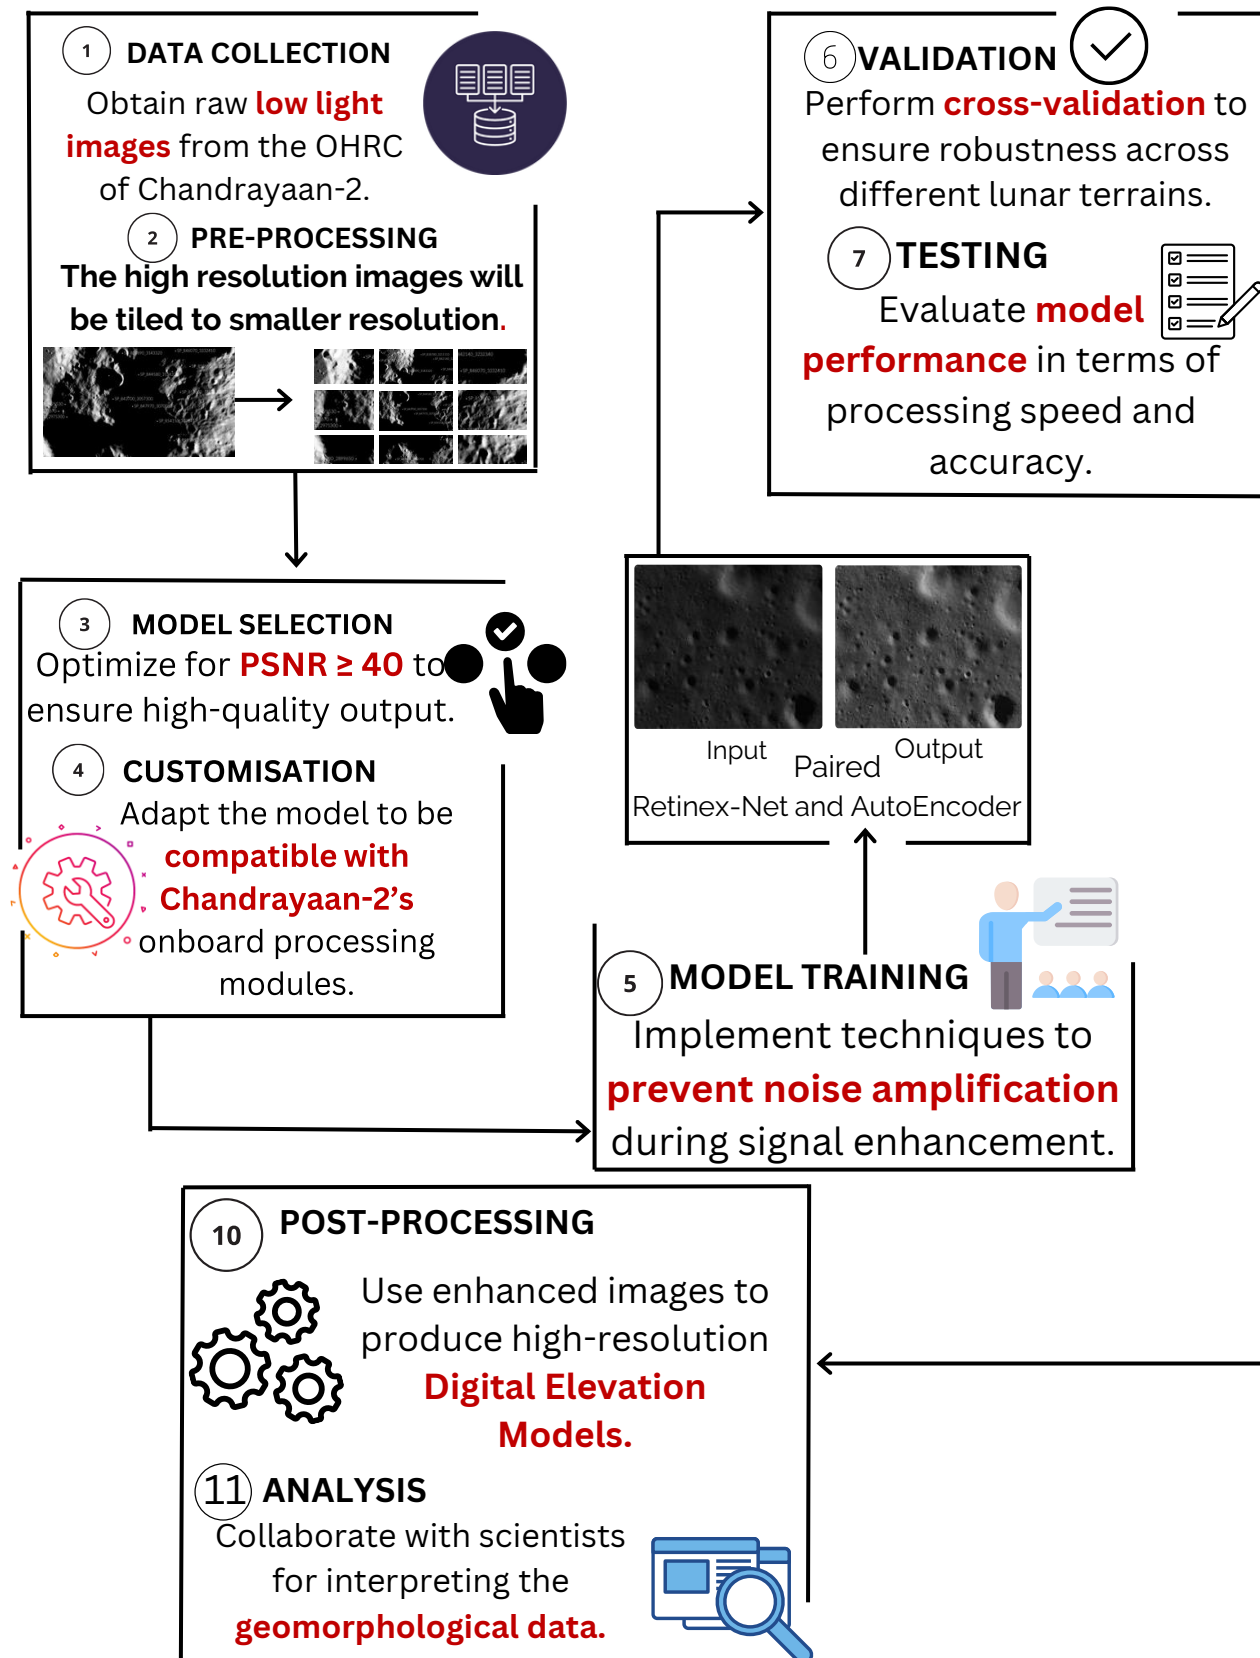 1 DATA COLLECTION
Obtain raw low light
images from the OHRC
of Chandrayaan-2.
2 PRE-PROCESSING
The high resolution images will
be tiled to smaller resolution.
3 MODEL SELECTION
Optimize for PSNR ≥ 40 to
ensure high-quality output.
4 CUSTOMISATION
Adapt the model to be
compatible with
Chandrayaan-2’s
onboard processing
modules.
5 MODEL TRAINING
Implement techniques to
prevent noise amplification
during signal enhancement.
Input
Output
Paired
Retinex-Net and AutoEncoder
6 VALIDATION
Perform cross-validation to
ensure robustness across
different lunar terrains.
7 TESTING
Evaluate model
performance in terms of
processing speed and
accuracy.
10 POST-PROCESSING
Use enhanced images to
produce high-resolution
Digital Elevation
Models.
11 ANALYSIS
Collaborate with scientists
for interpreting the
geomorphological data.